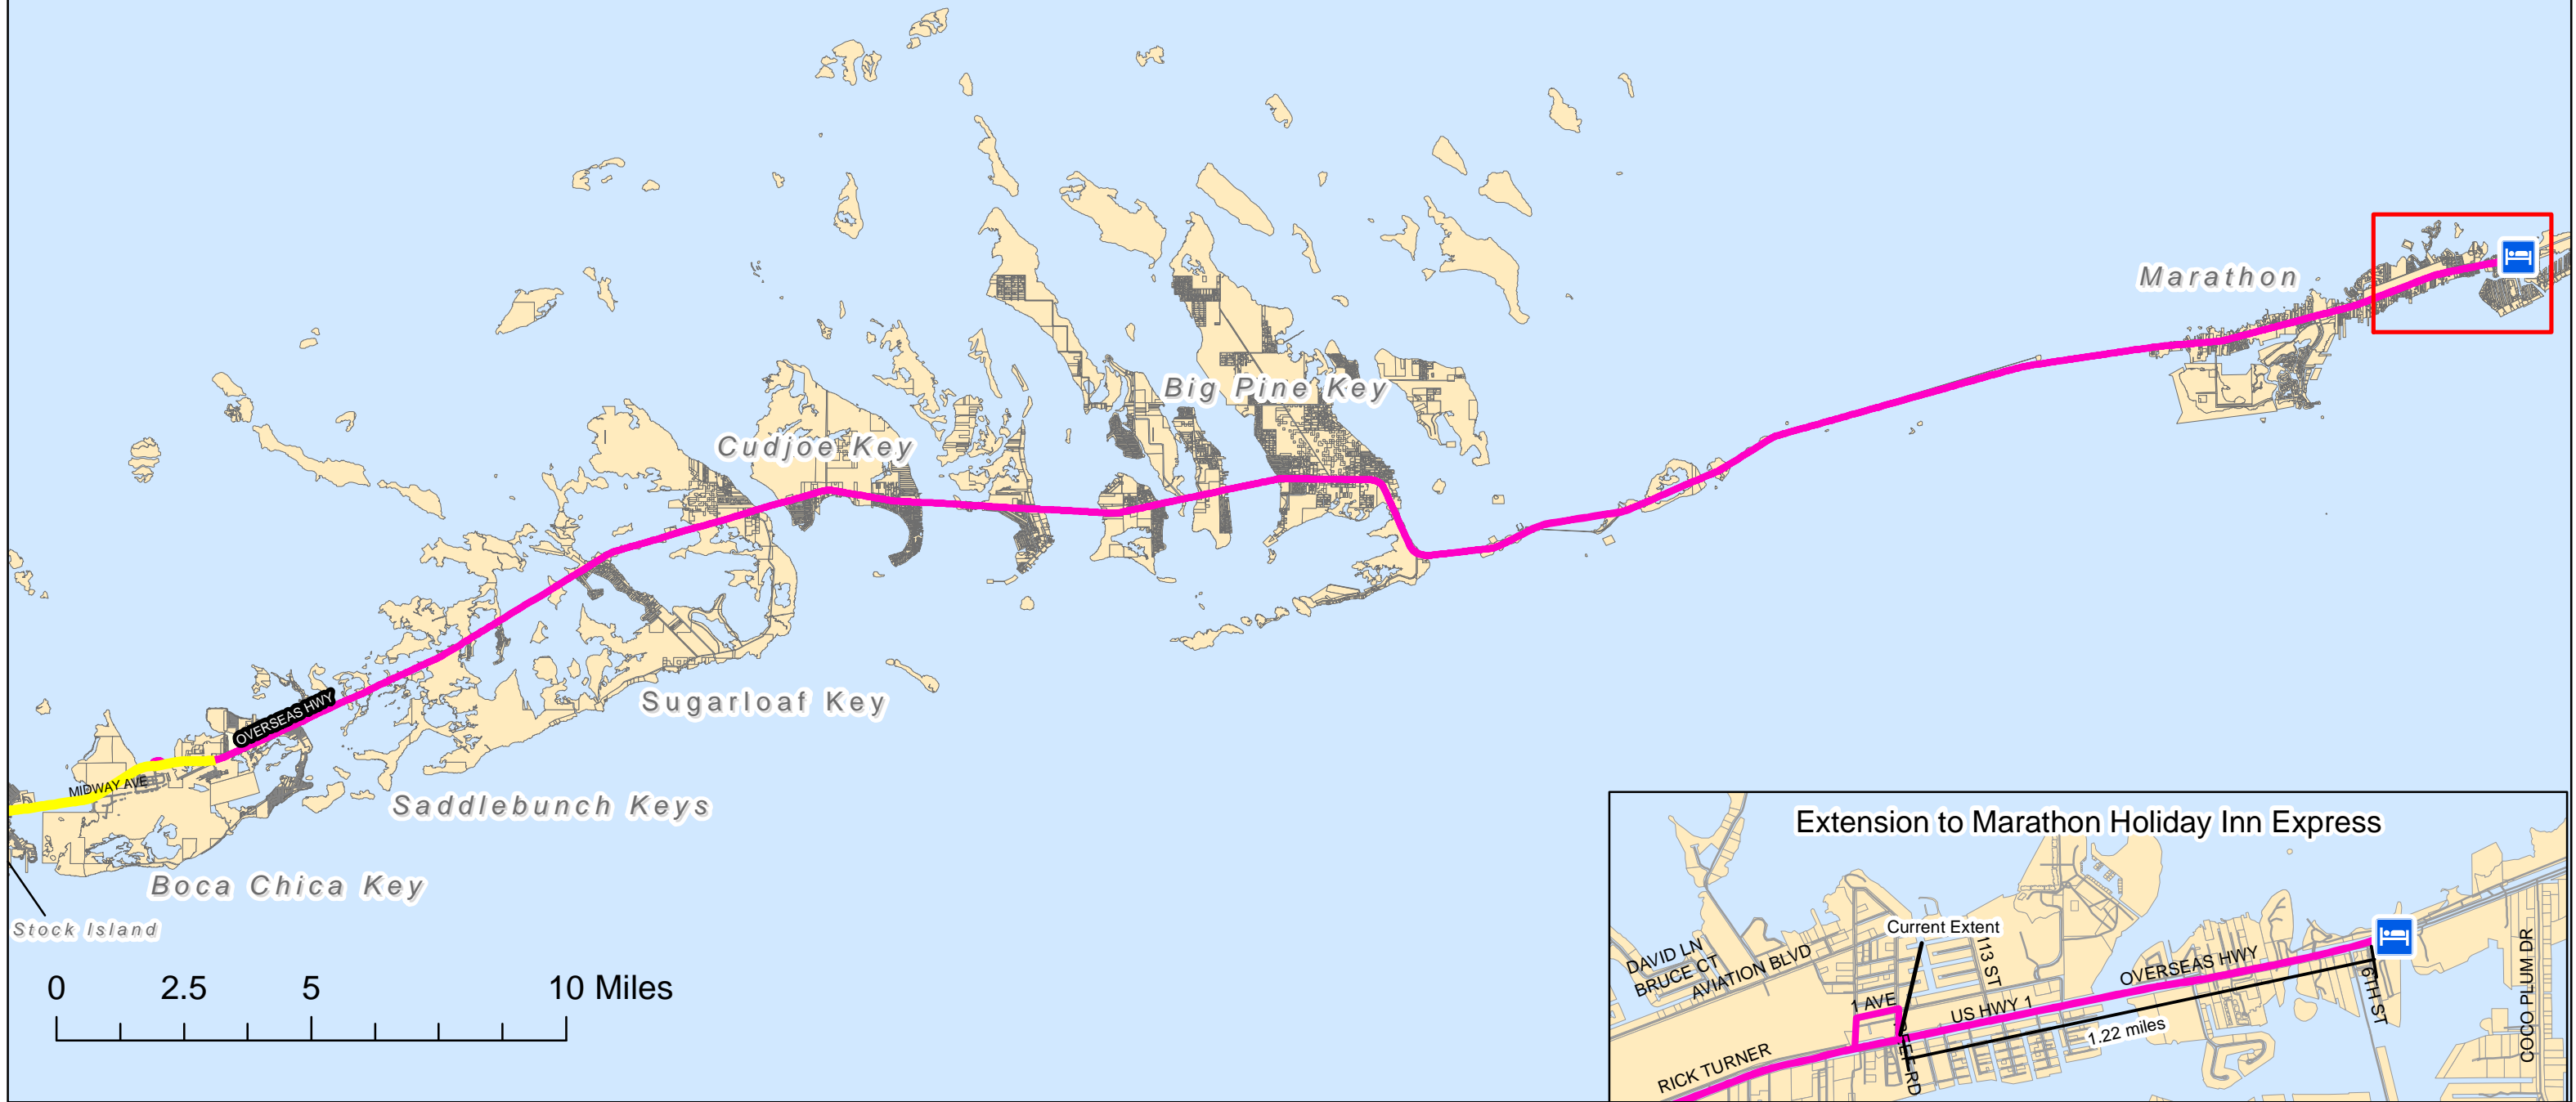 Marathon
Big Pine Key
Cudjoe Key
Sugarloaf Key
OVERSEAS HWY
MIDWAY AVE
Saddlebunch Keys
Boca Chica Key
Stock Island
0 2.5 5 10 Miles
Extension to Marathon Holiday Inn Express
Current Extent
DAVID LN
BRUCE CT
AVIATION BLVD
113 ST
1 AVE
US HWY 1
OVERSEAS HWY
1.22 miles
RICK TURNER
RD
ST
COCO PLUM DR